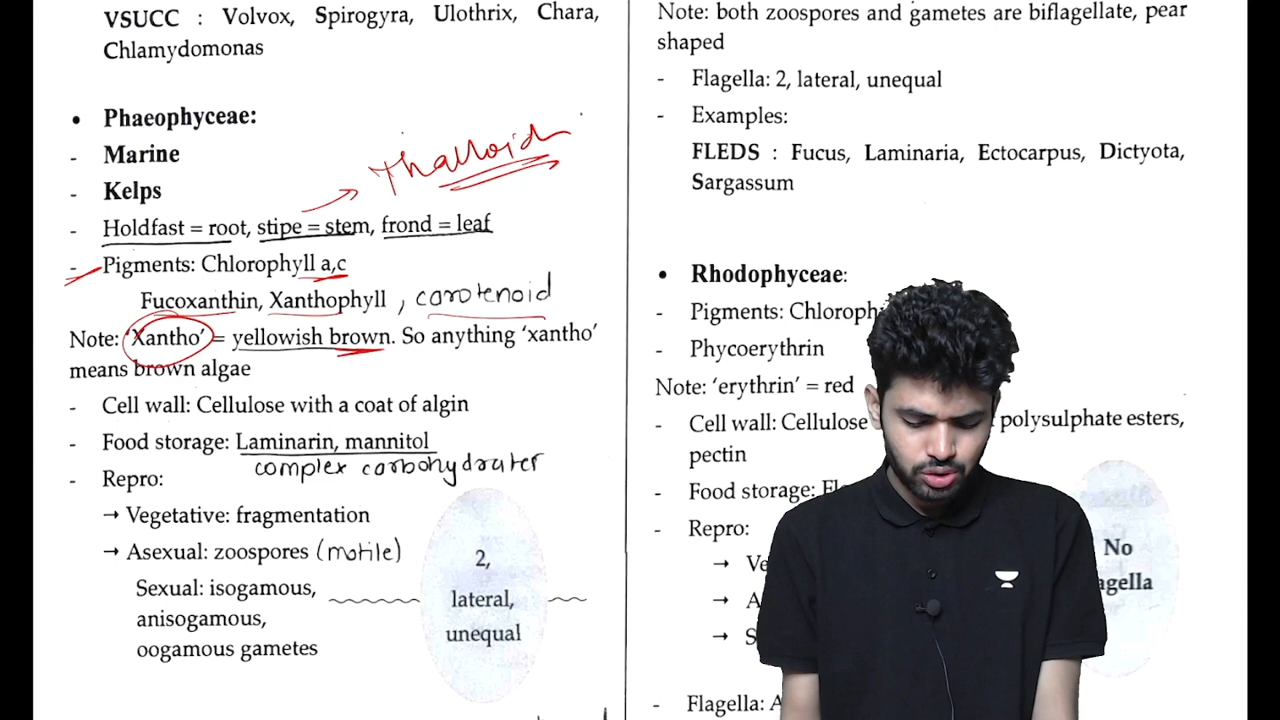 VSUCC : Volvox, Spirogyra, Ulothrix, Chara,
Chlamydomonas
• Phaeophyceae:
- Marine
- Kelps
Thalloid
- Holdfast = root, stipe = stem, frond = leaf
- Pigments: Chlorophyll a,c
Fucoxanthin, Xanthophyll , carotenoid
Note: 'Xantho' = yellowish brown. So anything 'xantho'
means brown algae
- Cell wall: Cellulose with a coat of algin
- Food storage: Laminarin, mannitol
complex carbohydrates
- Repro:
→ Vegetative: fragmentation
→ Asexual: zoospores (motile)
Sexual: isogamous,
anisogamous,
oogamous gametes
2,
lateral,
unequal
Note: both zoospores and gametes are biflagellate, pear
shaped
- Flagella: 2, lateral, unequal
- Examples:
FLEDS : Fucus, Laminaria, Ectocarpus, Dictyota,
Sargassum
• Rhodophyceae:
- Pigments: Chloroph
- Phycoerythrin
Note: 'erythrin' = red
- Cell wall: Cellulose polysulphate esters,
pectin
- Food storage: Fl
- Repro:
→ Ve
→ A
→ S
No
agella
- Flagella: A